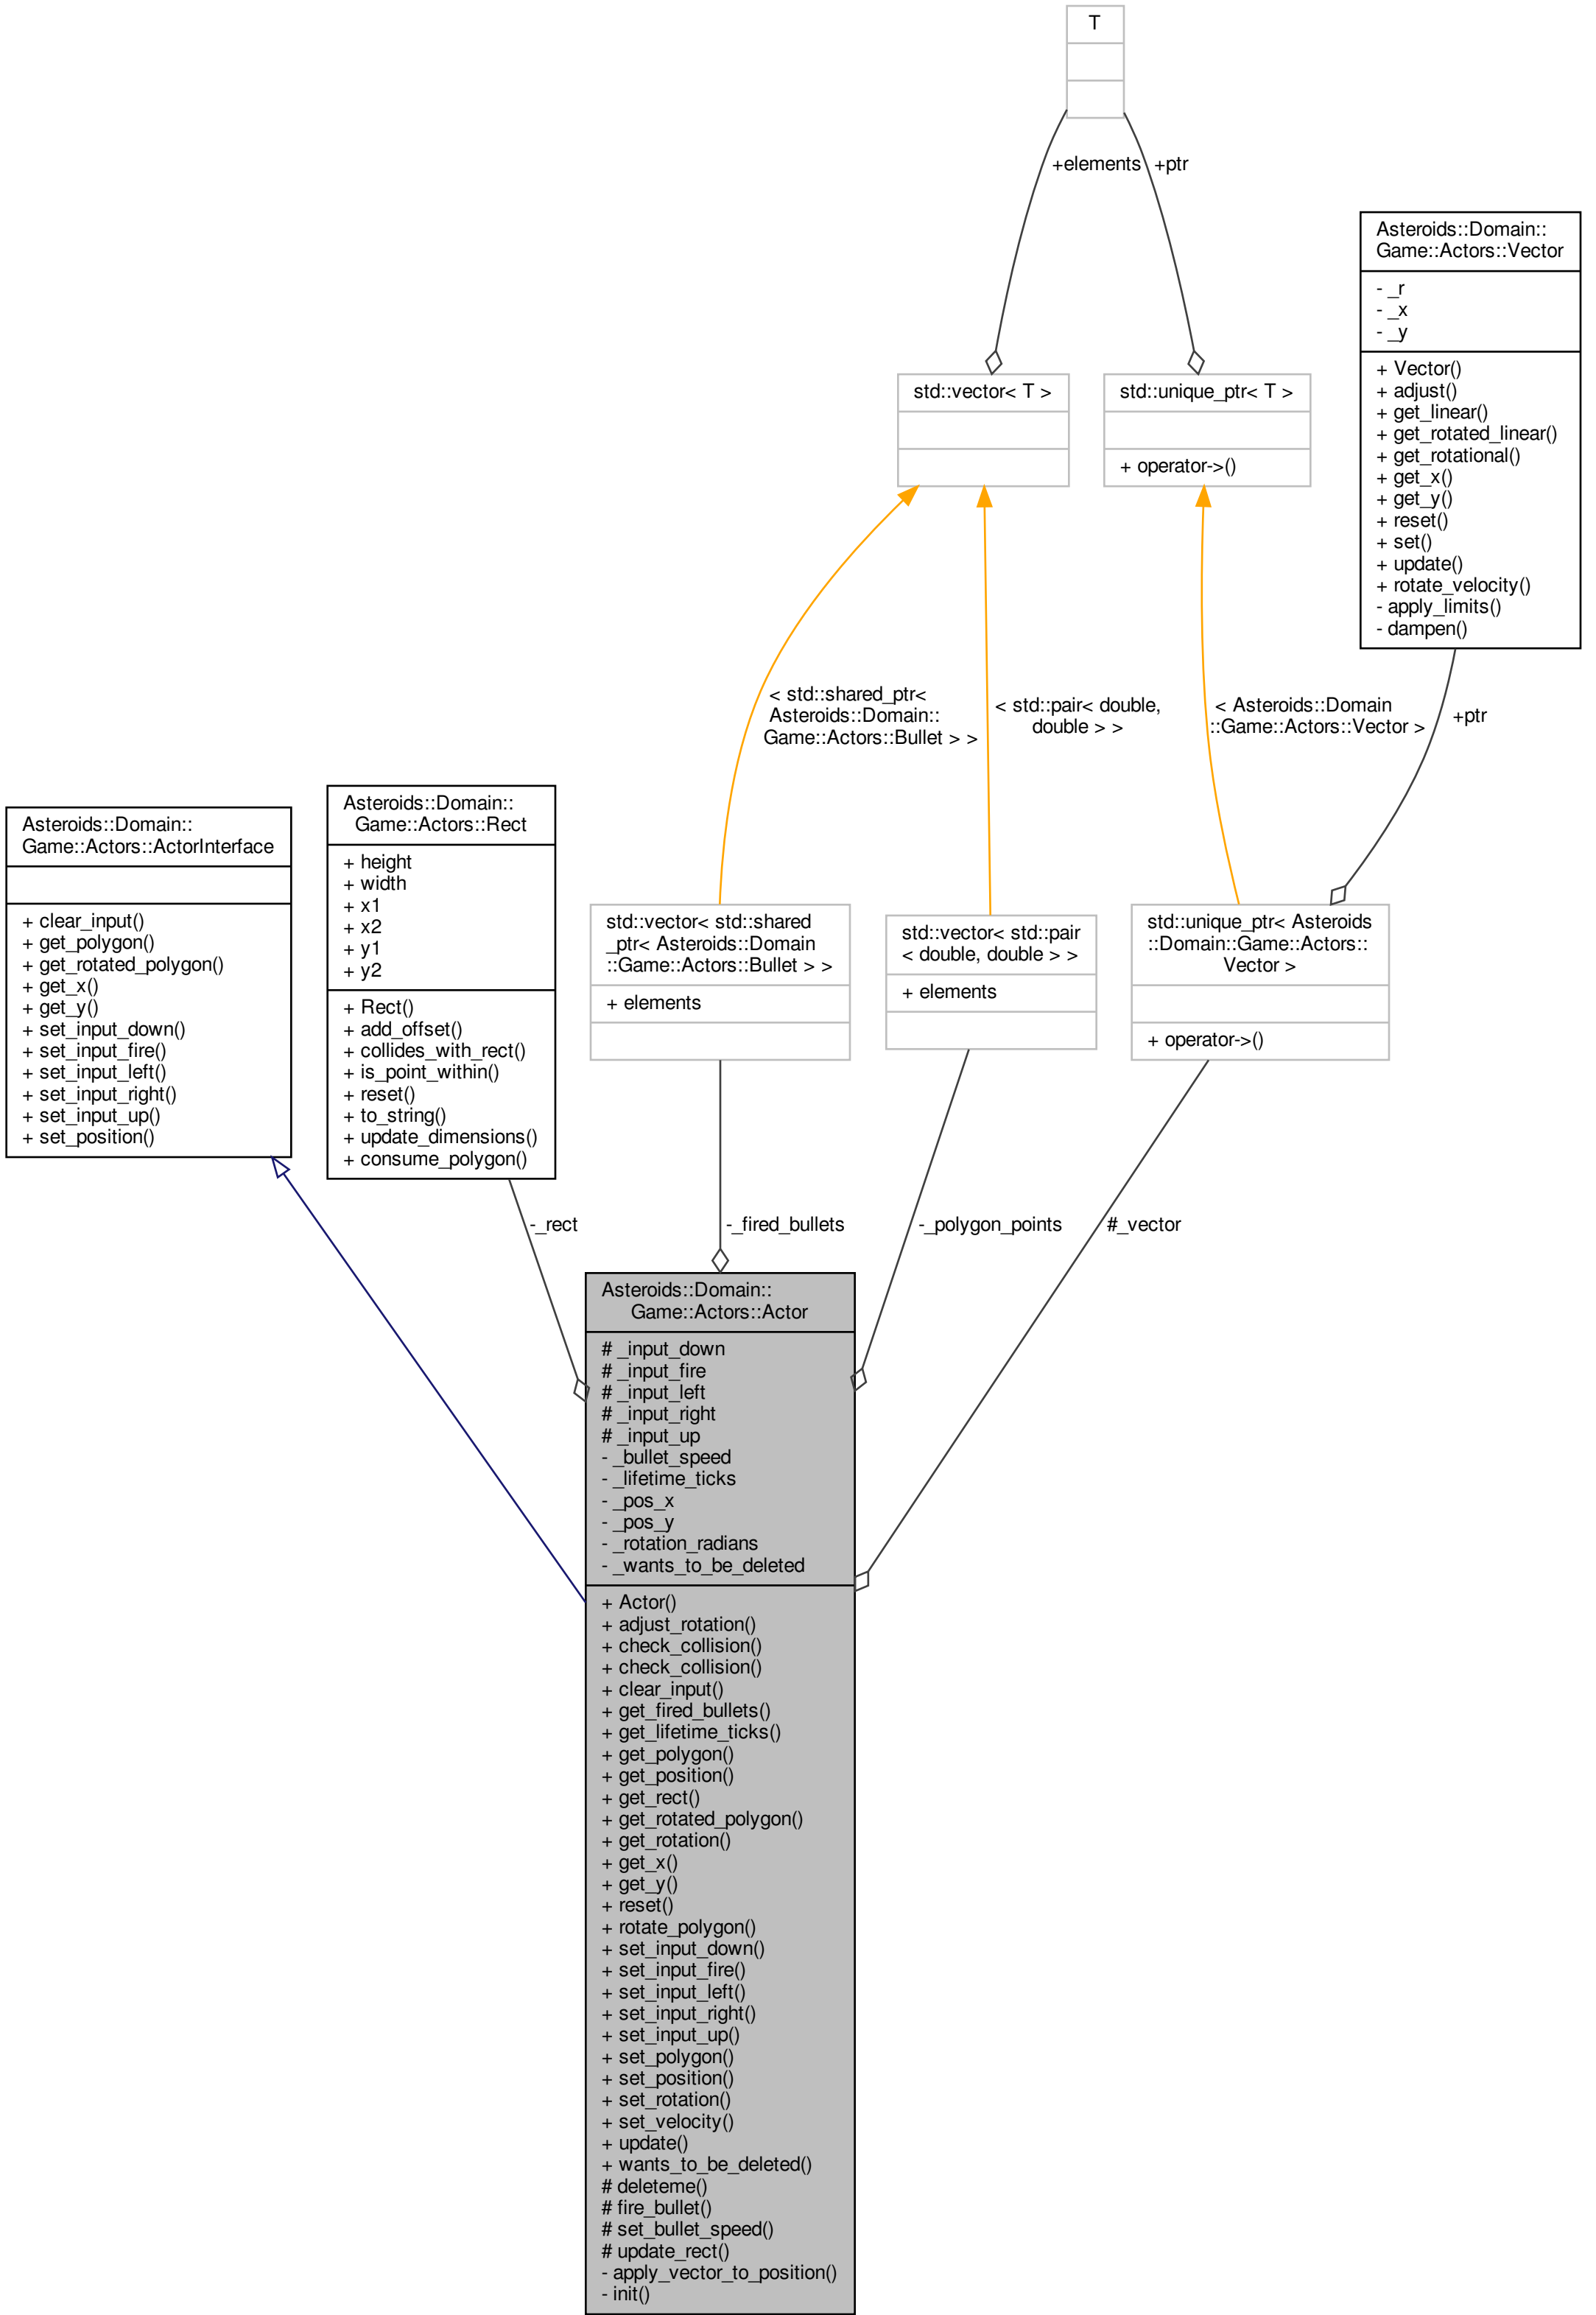 T
+elements
+ptr
Asteroids::Domain::
Game::Actors::Vector
- _r
- _x
- _y
+ Vector()
+ adjust()
+ get_linear()
+ get_rotated_linear()
+ get_rotational()
+ get_x()
+ get_y()
+ reset()
+ set()
+ update()
+ rotate_velocity()
- apply_limits()
- dampen()
std::vector< T >
std::unique_ptr< T >
+ operator->()
< std::shared_ptr<
Asteroids::Domain::
Game::Actors::Bullet > >
< std::pair< double,
double > >
< Asteroids::Domain
::Game::Actors::Vector >
+ptr
Asteroids::Domain::
Game::Actors::ActorInterface
+ clear_input()
+ get_polygon()
+ get_rotated_polygon()
+ get_x()
+ get_y()
+ set_input_down()
+ set_input_fire()
+ set_input_left()
+ set_input_right()
+ set_input_up()
+ set_position()
Asteroids::Domain::
Game::Actors::Rect
+ height
+ width
+ x1
+ x2
+ y1
+ y2
+ Rect()
+ add_offset()
+ collides_with_rect()
+ is_point_within()
+ reset()
+ to_string()
+ update_dimensions()
+ consume_polygon()
std::vector< std::shared
_ptr< Asteroids::Domain
::Game::Actors::Bullet > >
+ elements
std::vector< std::pair
< double, double > >
+ elements
std::unique_ptr< Asteroids
::Domain::Game::Actors::
Vector >
+ operator->()
-_rect
-_fired_bullets
-_polygon_points
#_vector
Asteroids::Domain::
Game::Actors::Actor
# _input_down
# _input_fire
# _input_left
# _input_right
# _input_up
- _bullet_speed
- _lifetime_ticks
- _pos_x
- _pos_y
- _rotation_radians
- _wants_to_be_deleted
+ Actor()
+ adjust_rotation()
+ check_collision()
+ check_collision()
+ clear_input()
+ get_fired_bullets()
+ get_lifetime_ticks()
+ get_polygon()
+ get_position()
+ get_rect()
+ get_rotated_polygon()
+ get_rotation()
+ get_x()
+ get_y()
+ reset()
+ rotate_polygon()
+ set_input_down()
+ set_input_fire()
+ set_input_left()
+ set_input_right()
+ set_input_up()
+ set_polygon()
+ set_position()
+ set_rotation()
+ set_velocity()
+ update()
+ wants_to_be_deleted()
# deleteme()
# fire_bullet()
# set_bullet_speed()
# update_rect()
- apply_vector_to_position()
- init()